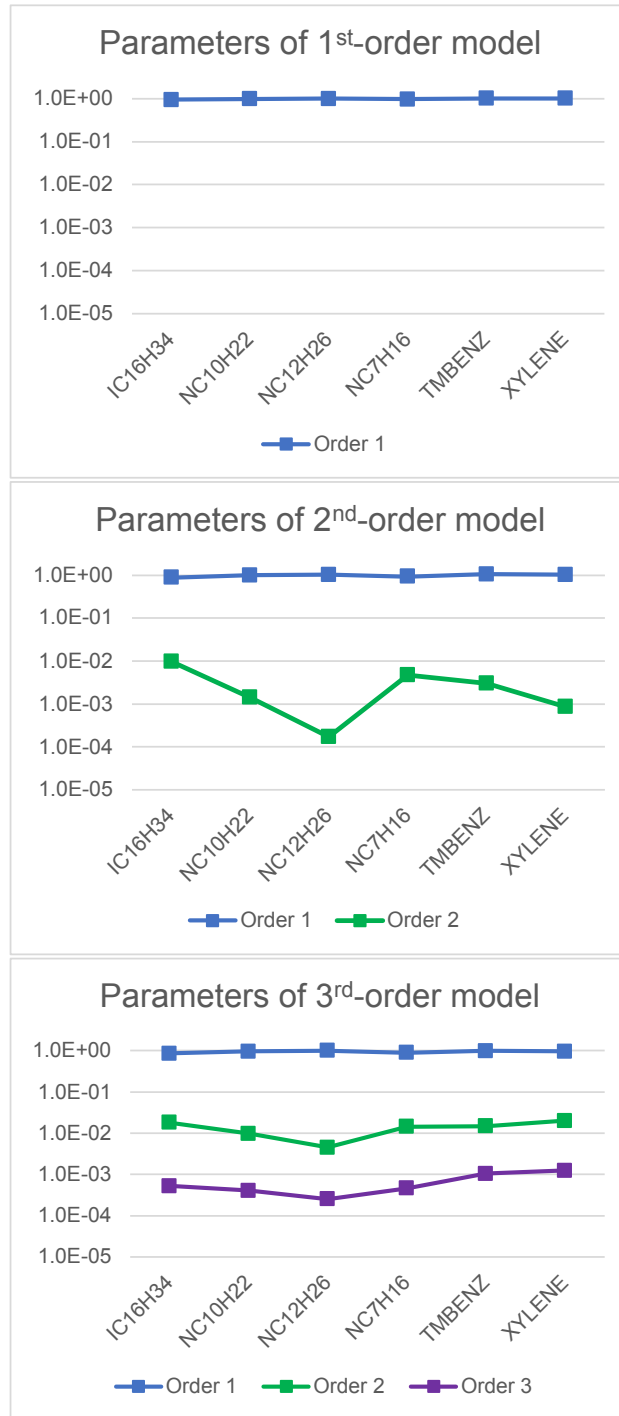 Parameters of 1st-order model
1.0E+00
1.0E-01
1.0E-02
1.0E-03
1.0E-04
1.0E-05
IC16H34
NC10H22
NC12H26
NC7H16
TMBENZ
XYLENE
Order 1
Parameters of 2nd-order model
1.0E+00
1.0E-01
1.0E-02
1.0E-03
1.0E-04
1.0E-05
IC16H34
NC10H22
NC12H26
NC7H16
TMBENZ
XYLENE
Order 1 Order 2
Parameters of 3rd-order model
1.0E+00
1.0E-01
1.0E-02
1.0E-03
1.0E-04
1.0E-05
IC16H34
NC10H22
NC12H26
NC7H16
TMBENZ
XYLENE
Order 1 Order 2 Order 3